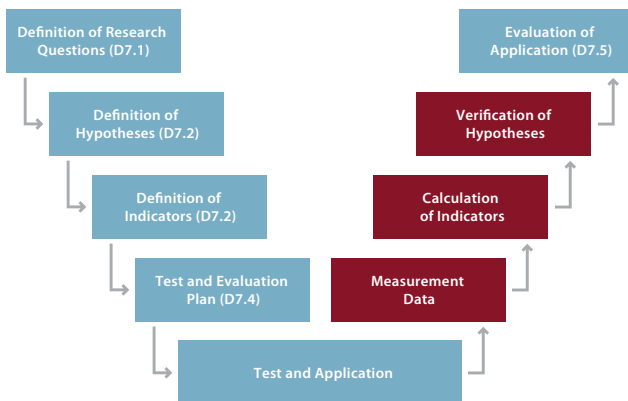 Definition of Research
Questions (D7.1)
Definition of
Hypotheses (D7.2)
Definition of
Indicators (D7.2)
Test and Evaluation
Plan (D7.4)
Test and Application
Measurement
Data
Calculation
of Indicators
Verification of
Hypotheses
Evaluation of
Application (D7.5)